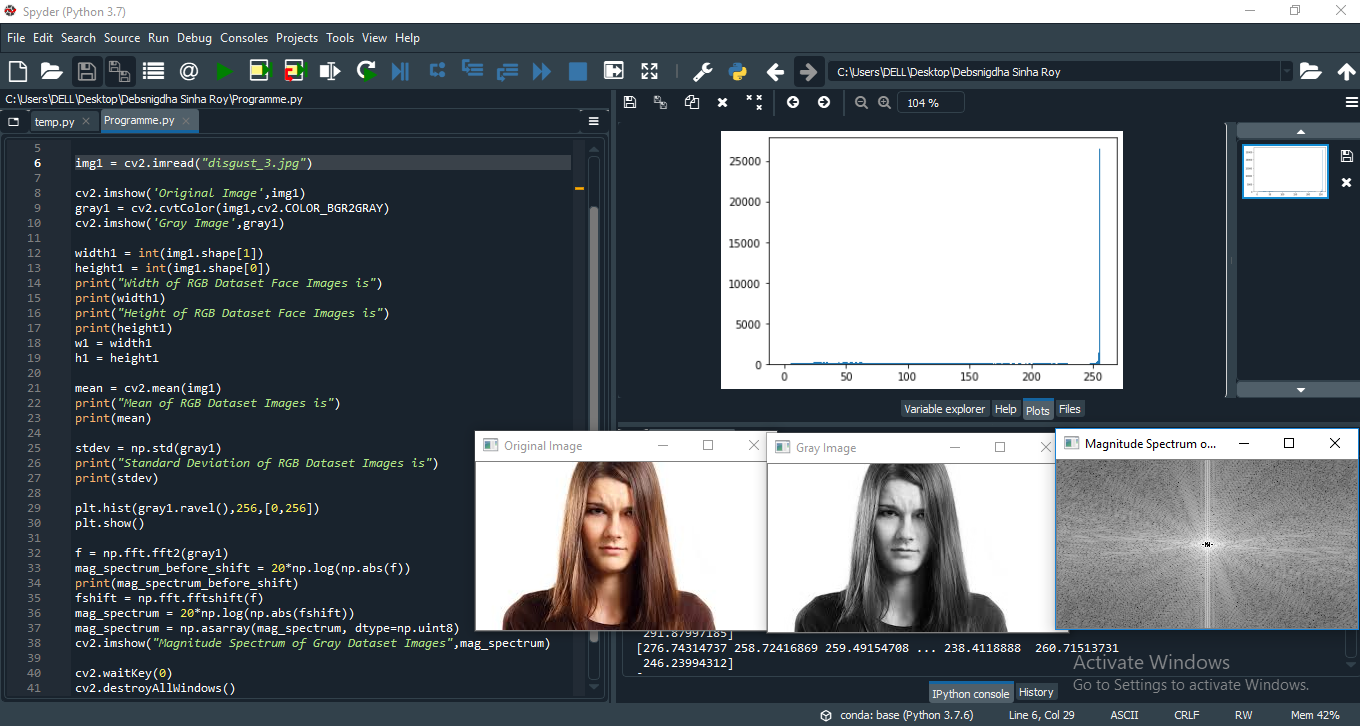 Spyder (Python 3.7)
File Edit Search Source Run Debug Consoles Projects Tools View Help
C:\Users\DELL\Desktop\Debsnigdha Sinha Roy
C:\Users\DELL\Desktop\Debsnigdha Sinha Roy\Programme.py
temp.py
Programme.py
104 %
5
6 img1 = cv2.imread("disgust_3.jpg")
7
8 cv2.imshow('Original Image',img1)
9 gray1 = cv2.cvtColor(img1,cv2.COLOR_BGR2GRAY)
10 cv2.imshow('Gray Image',gray1)
11
12 width1 = int(img1.shape[1])
13 height1 = int(img1.shape[0])
14 print("Width of RGB Dataset Face Images is")
15 print(width1)
16 print("Height of RGB Dataset Face Images is")
17 print(height1)
18 w1 = width1
19 h1 = height1
20
21 mean = cv2.mean(img1)
22 print("Mean of RGB Dataset Images is")
23 print(mean)
24
25 stdev = np.std(gray1)
26 print("Standard Deviation of RGB Dataset Images is")
27 print(stdev)
28
29 plt.hist(gray1.ravel(),256,[0,256])
30 plt.show()
31
32 f = np.fft.fft2(gray1)
33 mag_spectrum_before_shift = 20*np.log(np.abs(f))
34 print(mag_spectrum_before_shift)
35 fshift = np.fft.fftshift(f)
36 mag_spectrum = 20*np.log(np.abs(fshift))
37 mag_spectrum = np.asarray(mag_spectrum, dtype=np.uint8)
38 cv2.imshow("Magnitude Spectrum of Gray Dataset Images",mag_spectrum)
39
40 cv2.waitKey(0)
41 cv2.destroyAllWindows()
25000
20000
15000
10000
5000
0
0 50 100 150 200 250
Variable explorer Help Plots Files
Original Image
Gray Image
Magnitude Spectrum o...
291.87997185]
[276.74314737 258.72416869 259.49154708 ... 238.4118888 260.71513731
246.23994312]
Activate Windows
Go to Settings to activate Windows.
IPython console History
conda: base (Python 3.7.6) Line 6, Col 29 ASCII CRLF RW Mem 42%